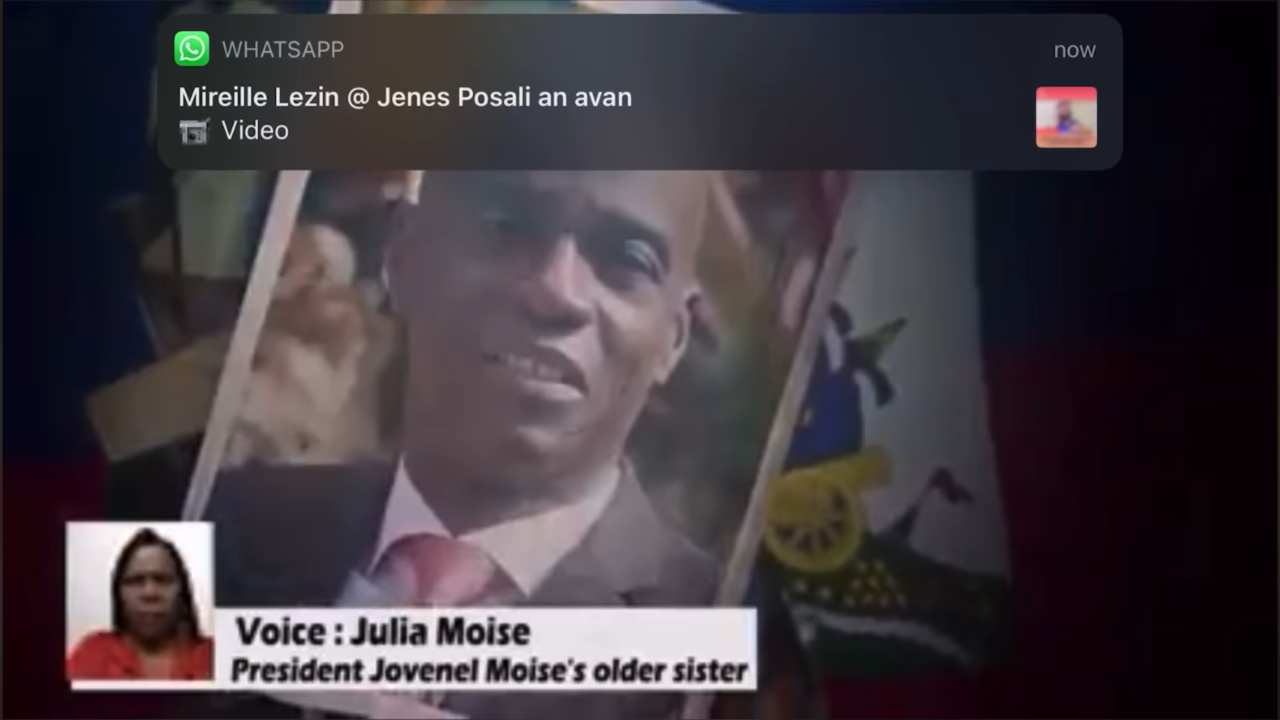 WHATSAPP
now
Mireille Lezin @ Jenes Posali an avan
Video
Voice : Julia Moise
President Jovenel Moise's older sister